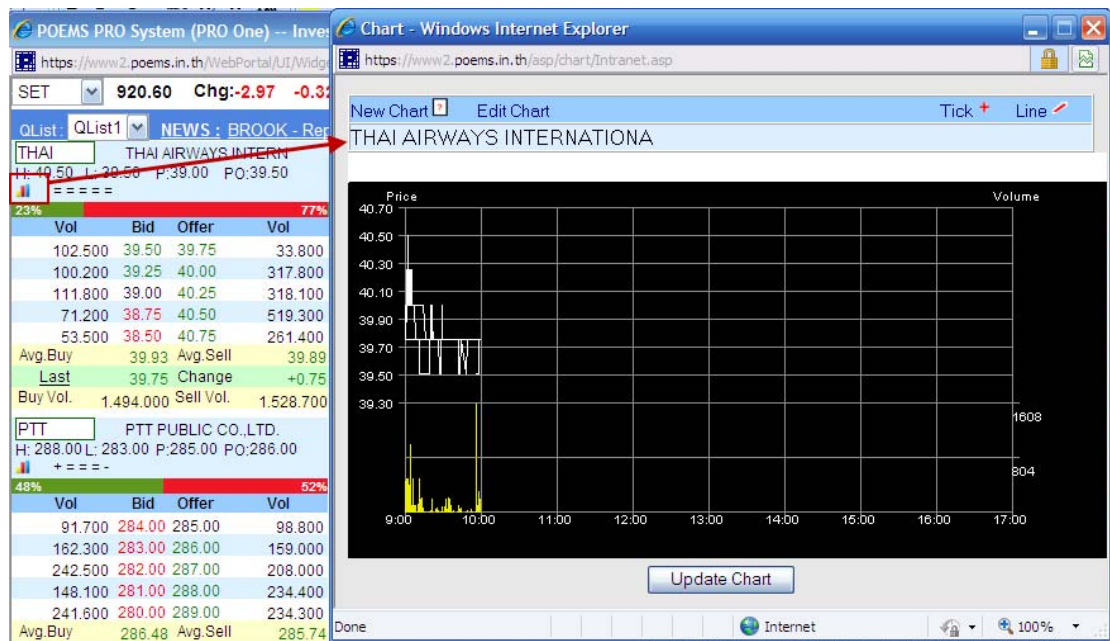 POEMS PRO System (PRO One) -- Inves
https://www2.poems.in.th/WebPortal/UI/Widge
SET 920.60 Chg:-2.97 -0.32
QList: QList1 NEWS : BROOK - Rep
THAI THAI AIRWAYS INTERN
H: 40.50 L: 39.50 P:39.00 PO:39.50
= = = = =
23% 77%
Vol Bid Offer Vol
102.500 39.50 39.75 33.800
100.200 39.25 40.00 317.800
111.800 39.00 40.25 318.100
71.200 38.75 40.50 519.300
53.500 38.50 40.75 261.400
Avg.Buy 39.93 Avg.Sell 39.89
Last 39.75 Change +0.75
Buy Vol. 1.494.000 Sell Vol. 1.528.700
PTT PTT PUBLIC CO.,LTD.
H: 288.00 L: 283.00 P:285.00 PO:286.00
+ = = = -
48% 52%
Vol Bid Offer Vol
91.700 284.00 285.00 98.800
162.300 283.00 286.00 159.000
242.500 282.00 287.00 208.000
148.100 281.00 288.00 234.400
241.600 280.00 289.00 234.300
Avg.Buy 286.48 Avg.Sell 285.74
Chart - Windows Internet Explorer
https://www2.poems.in.th/asp/chart/Intranet.asp
New Chart ? Edit Chart Tick + Line
THAI AIRWAYS INTERNATIONA
Price Volume
40.70
40.50
40.30
40.10
39.90
39.70
39.50
39.30
1608
804
9:00 10:00 11:00 12:00 13:00 14:00 15:00 16:00 17:00
Update Chart
Done Internet 100%